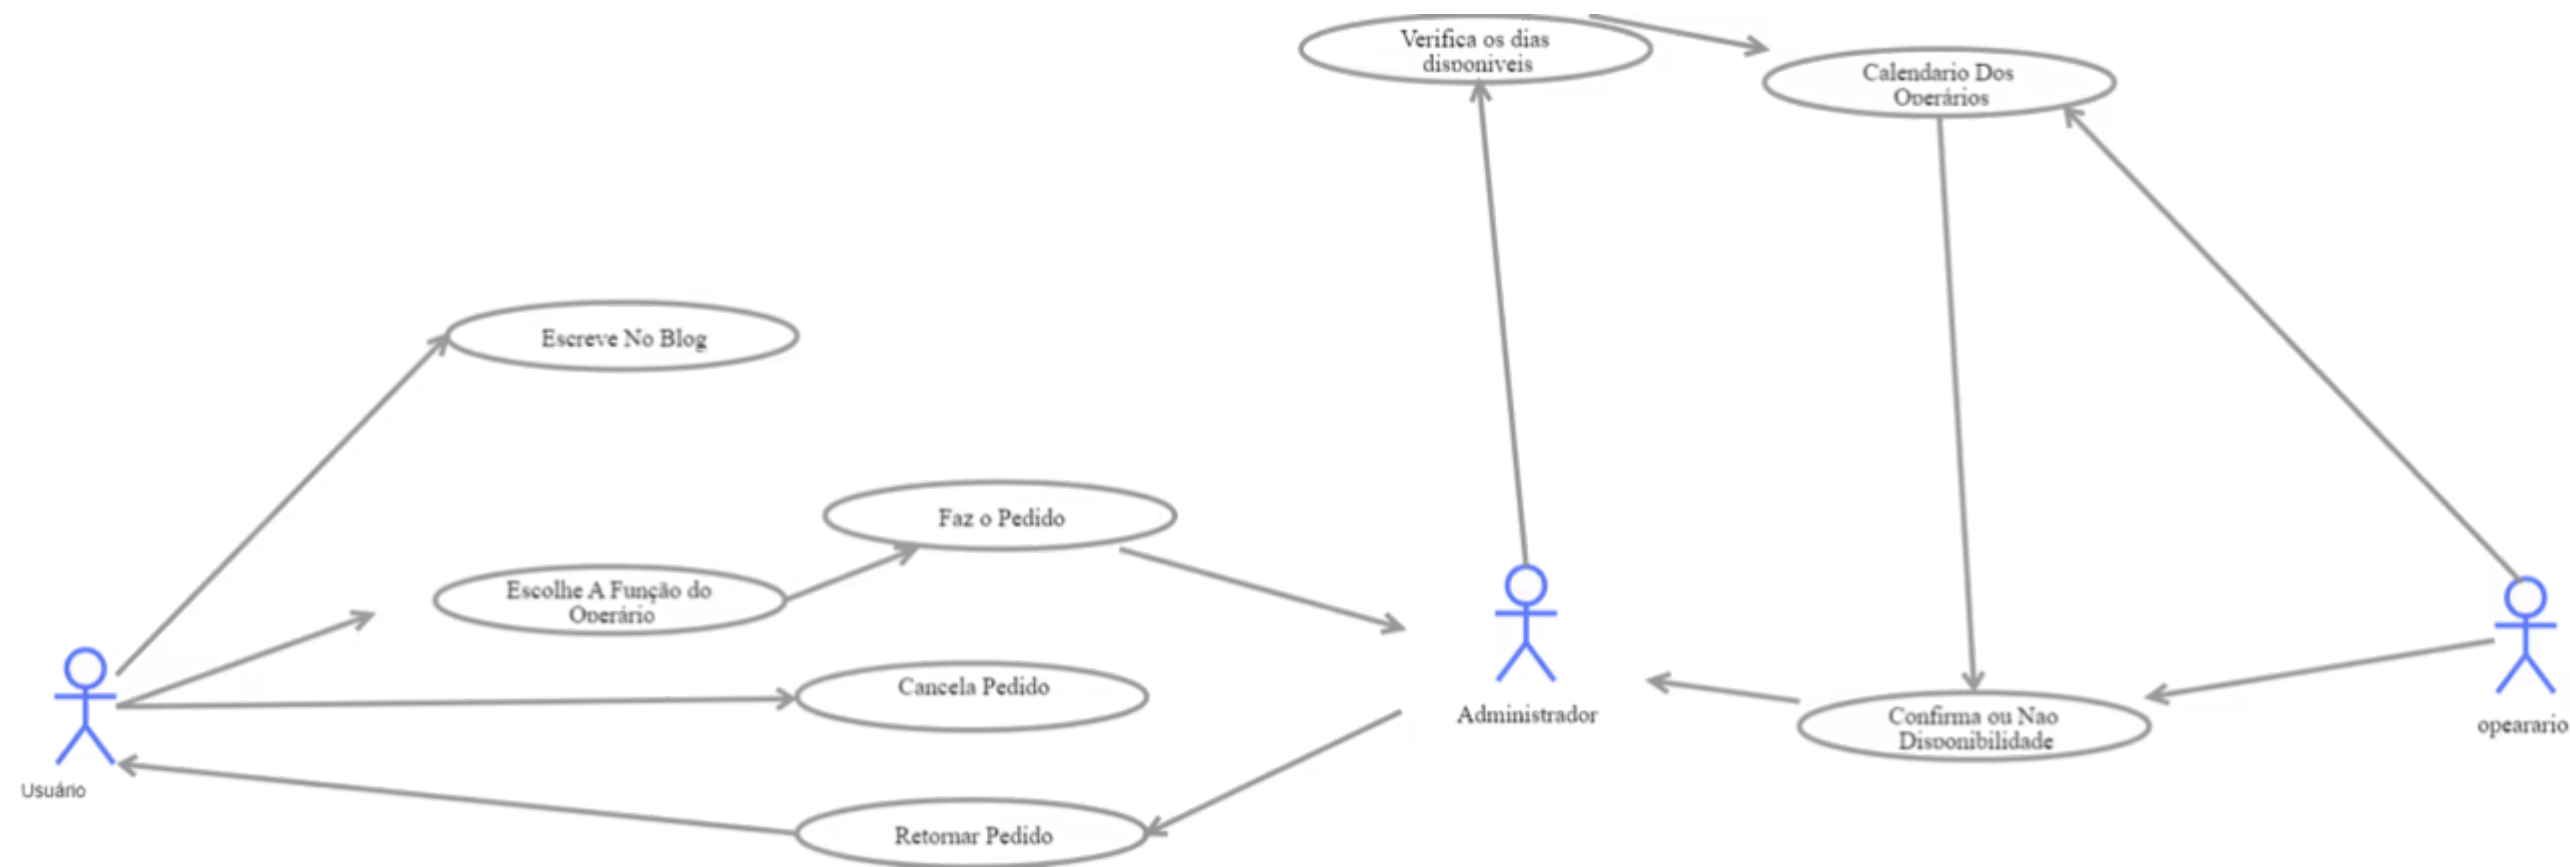 Verifica os dias
disponiveis
Calendario Dos
Operários
Escreve No Blog
Faz o Pedido
Escolhe A Função do
Operário
Cancela Pedido
Administrador
Confirma ou Nao
Disponibilidade
opearario
Usuário
Retornar Pedido